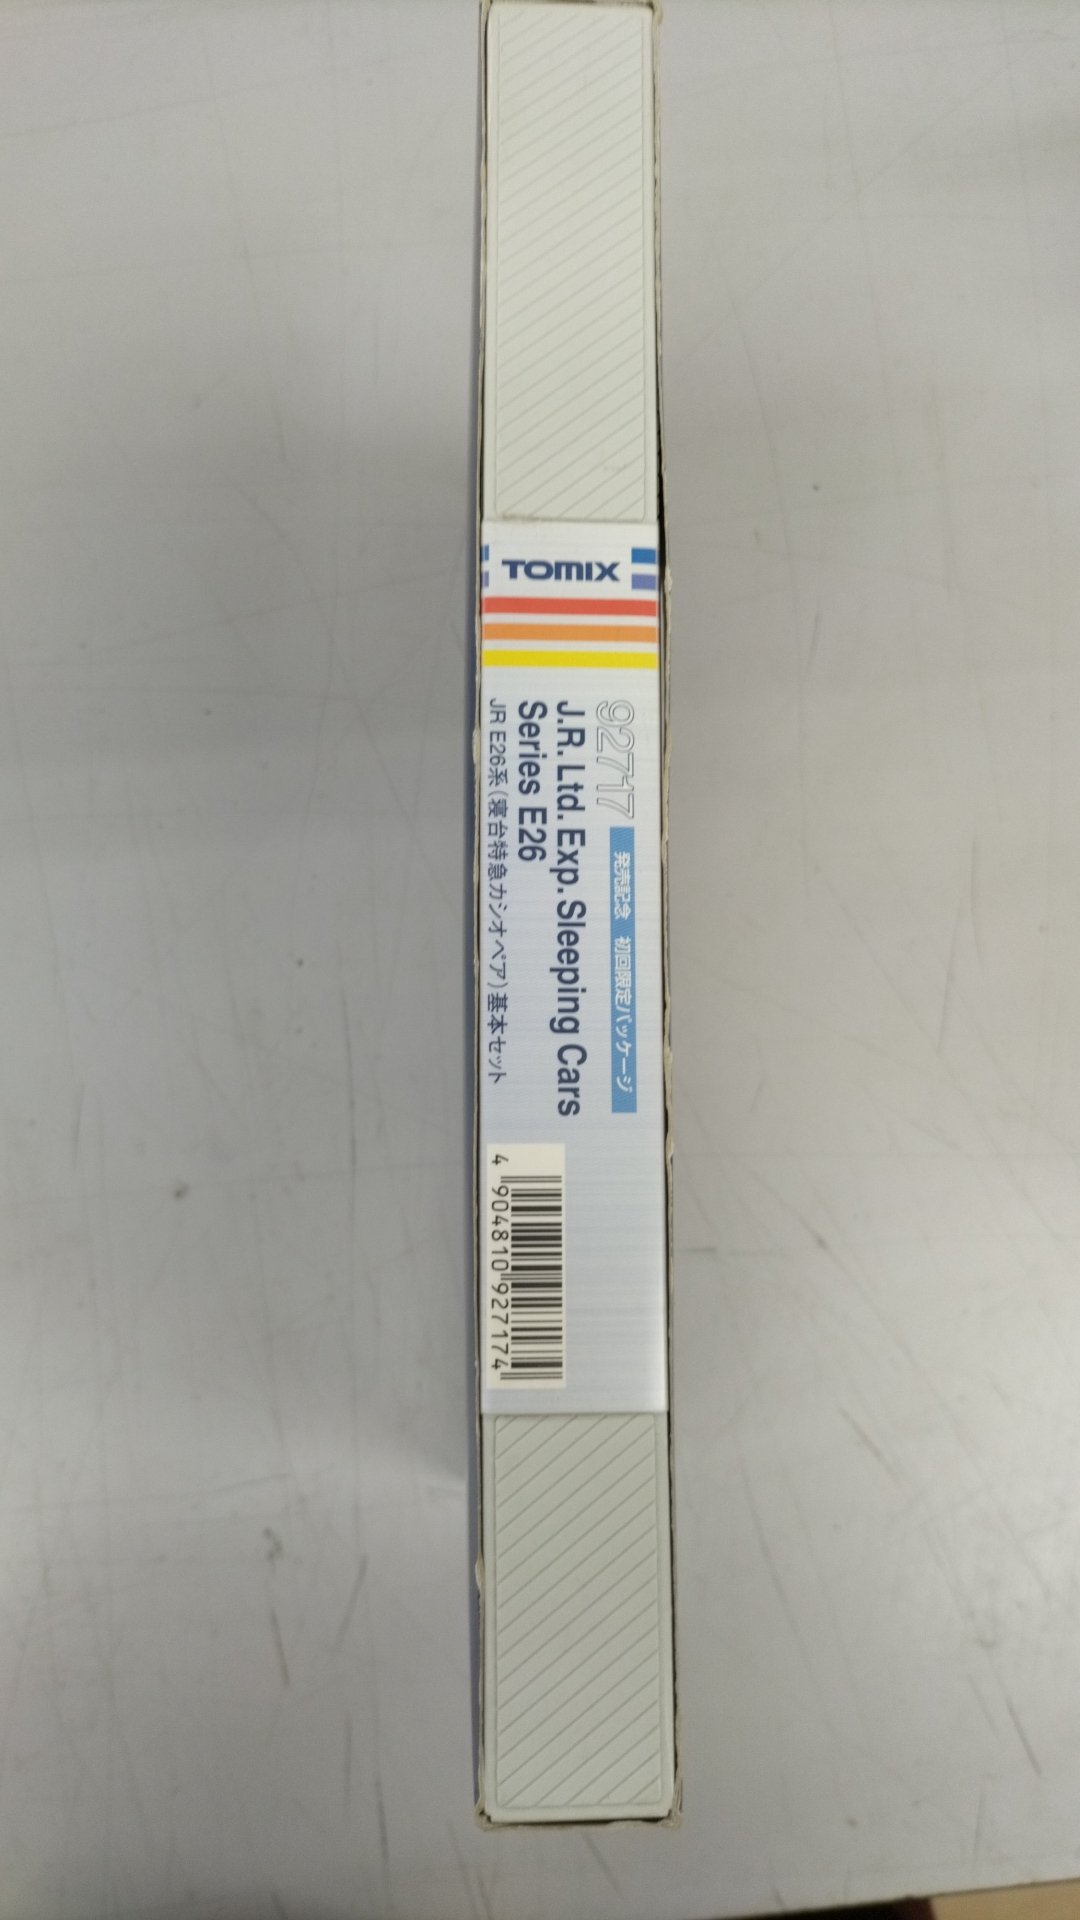 TOMIX
92717 発売記念 初回限定パッケージ
J.R. Ltd. Exp. Sleeping Cars
Series E26
JR E26系(寝台特急カシオペア)基本セット
4 904810 927174